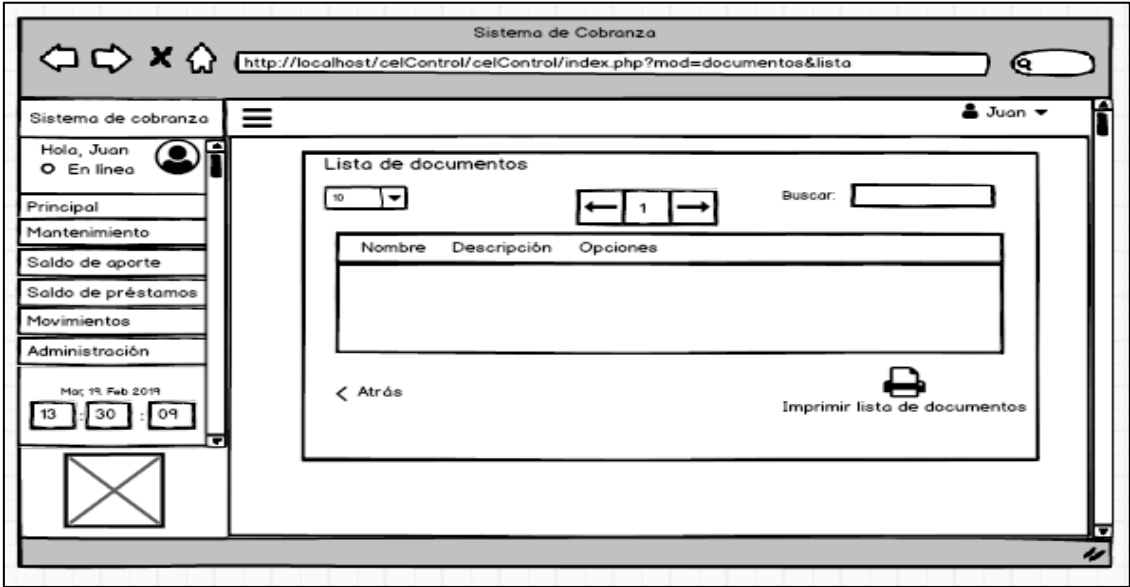 Sistema de Cobranza
http://localhost/celControl/celControl/index.php?mod=documentos&lista
Sistema de cobranza
Juan
Hola, Juan
En línea
Principal
Mantenimiento
Saldo de aporte
Saldo de préstamos
Movimientos
Administración
Mar, 19. Feb 2019
13 : 30 : 09
Lista de documentos
10
1
Buscar:
Nombre Descripción Opciones
Atrás
Imprimir lista de documentos